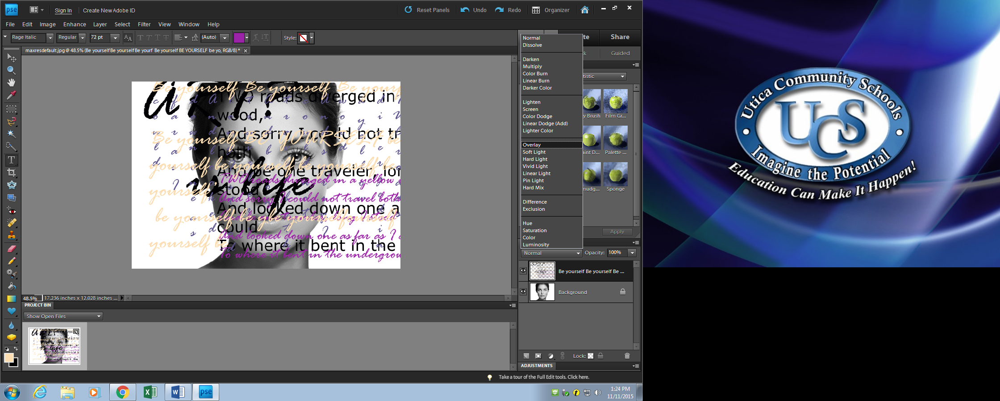 pse
Sign In
Create New Adobe ID
Reset Panels
Undo
Redo
Organizer
File Edit Image Enhance Layer Select Filter View Window Help
Rage Italic
Regular
72 pt
(Auto)
Style:
Share
Guided
maxresdefault.jpg @ 48.5% (Be yourself Be yourself Be yourf  Be yourself BE YOURSELF  be yo, RGB/8) *
Normal
Dissolve
Darken
Multiply
Color Burn
Linear Burn
Darker Color
Lighten
Screen
Color Dodge
Linear Dodge (Add)
Lighter Color
Overlay
Soft Light
Hard Light
Vivid Light
Linear Light
Pin Light
Hard Mix
Difference
Exclusion
Hue
Saturation
Color
Luminosity
Normal
Opacity: 100%
y Brush
Film Gr...
aint D...
Palette ...
mudg...
Sponge
Apply
Be yourself Be yourself Be ...
Background
Lock:
ADJUSTMENTS
Be yourself Be yourself Be yourf
TWO roads diverged in
wood,
And sorry I could not tr
Be yourself BE YOURSELF be
both
yourself be yourself be yourself be
And be one traveler, lon
TWO roads diverged in a yellow
in life
yourself
stood
And sorry I could not travel both
And looked down one a
be yourself be ybe yourself
could
And looked down one as far as I
yourself be
To where it bent in the
To where it bent in the undergrou
48.5%
17.236 inches x 12.028 inches ...
PROJECT BIN
Show Open Files
Take a tour of the Full Edit tools. Click here.
pse
1:24 PM
11/11/2015
Utica Community Schools
UCS
Imagine the Potential
Education Can Make It Happen!